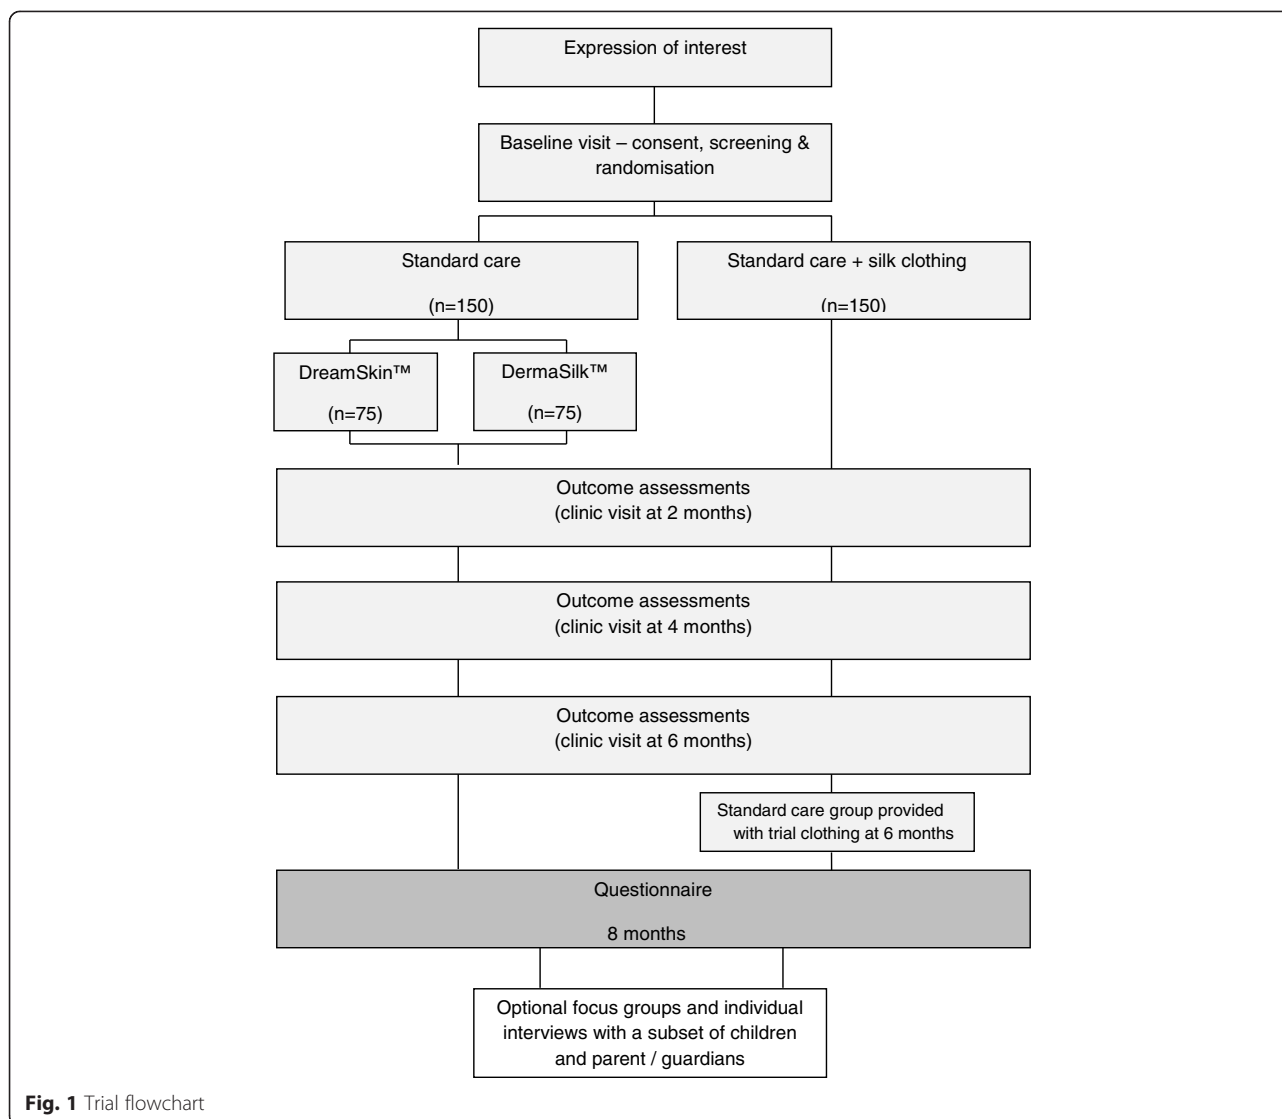 Expression of interest
Baseline visit – consent, screening &
randomisation
Standard care
(n=150)
Standard care + silk clothing
(n=150)
DreamSkin™
(n=75)
DermaSilk™
(n=75)
Outcome assessments
(clinic visit at 2 months)
Outcome assessments
(clinic visit at 4 months)
Outcome assessments
(clinic visit at 6 months)
Standard care group provided
with trial clothing at 6 months
Questionnaire
8 months
Optional focus groups and individual
interviews with a subset of children
and parent / guardians
Fig. 1 Trial flowchart